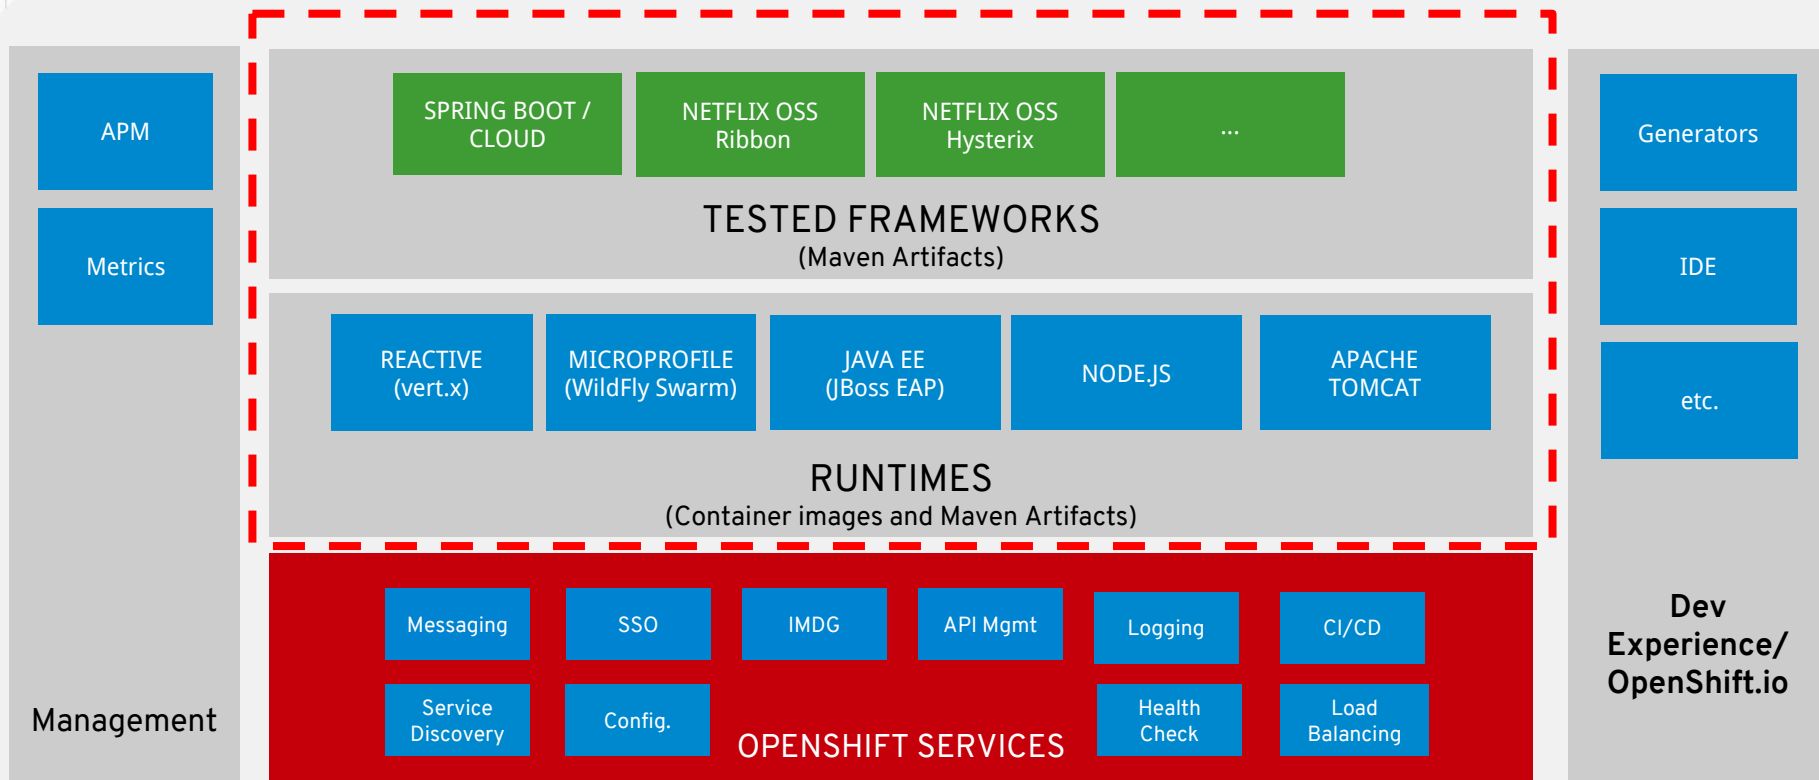 APM
Metrics
Management
SPRING BOOT /
CLOUD
NETFLIX OSS
Ribbon
NETFLIX OSS
Hysterix
...
TESTED FRAMEWORKS
(Maven Artifacts)
REACTIVE
(vert.x)
MICROPROFILE
(WildFly Swarm)
JAVA EE
(JBoss EAP)
NODE.JS
APACHE
TOMCAT
RUNTIMES
(Container images and Maven Artifacts)
Messaging
SSO
IMDG
API Mgmt
Logging
CI/CD
Service
Discovery
Config.
OPENSHIFT SERVICES
Health
Check
Load
Balancing
Generators
IDE
etc.
Dev
Experience/
OpenShift.io